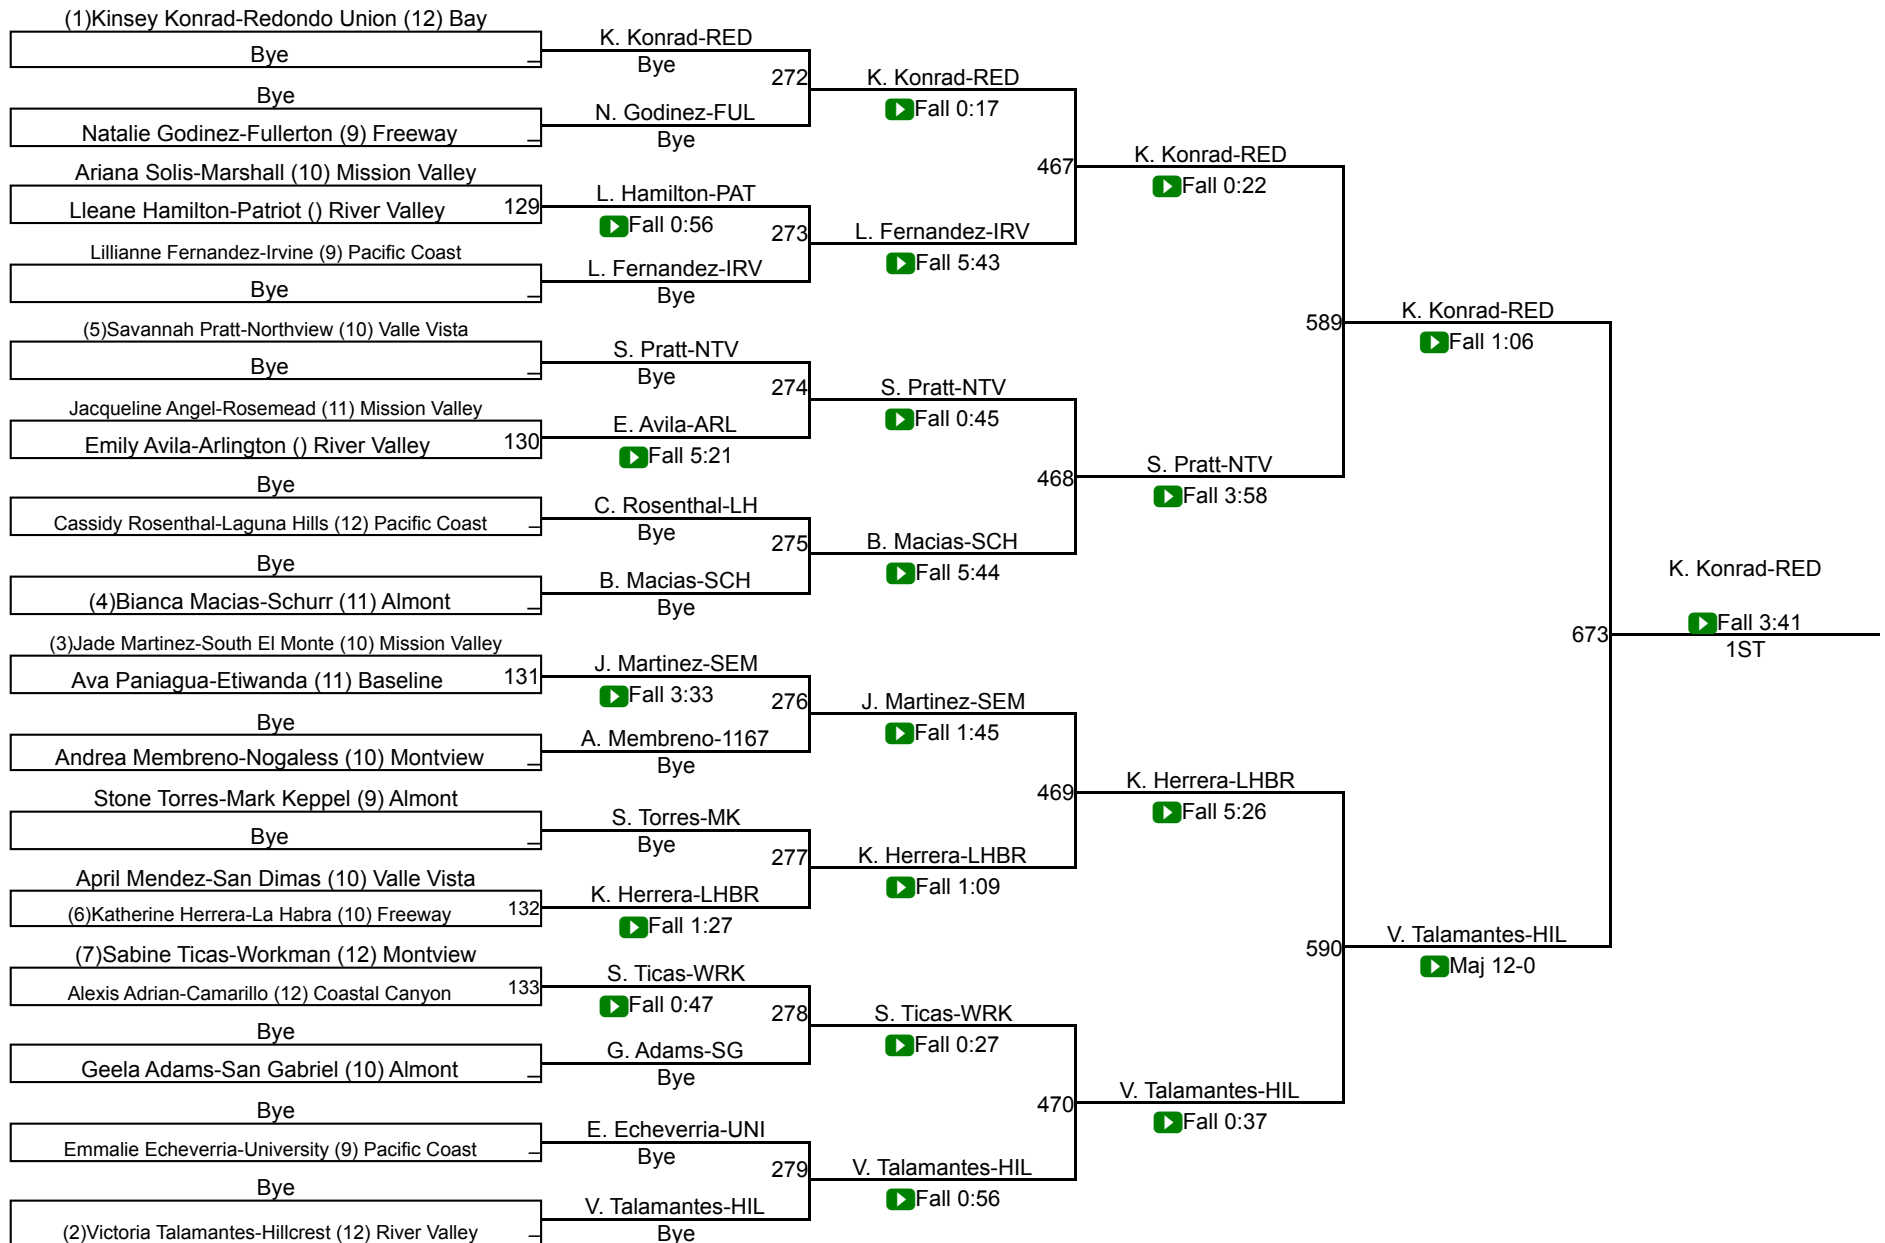 (1)Kinsey Konrad-Redondo Union (12) Bay
Bye
Bye
Natalie Godinez-Fullerton (9) Freeway
Ariana Solis-Marshall (10) Mission Valley
Lleane Hamilton-Patriot () River Valley 129
Lillianne Fernandez-Irvine (9) Pacific Coast
Bye
(5)Savannah Pratt-Northview (10) Valle Vista
Bye
Jacqueline Angel-Rosemead (11) Mission Valley
Emily Avila-Arlington () River Valley 130
Bye
Cassidy Rosenthal-Laguna Hills (12) Pacific Coast
Bye
(4)Bianca Macias-Schurr (11) Almont
(3)Jade Martinez-South El Monte (10) Mission Valley
Ava Paniagua-Etiwanda (11) Baseline 131
Bye
Andrea Membreno-Nogaless (10) Montview
Stone Torres-Mark Keppel (9) Almont
Bye
April Mendez-San Dimas (10) Valle Vista
(6)Katherine Herrera-La Habra (10) Freeway 132
(7)Sabine Ticas-Workman (12) Montview
Alexis Adrian-Camarillo (12) Coastal Canyon 133
Bye
Geela Adams-San Gabriel (10) Almont
Bye
Emmalie Echeverria-University (9) Pacific Coast
Bye
(2)Victoria Talamantes-Hillcrest (12) River Valley
K. Konrad-RED
Bye
272
N. Godinez-FUL
Bye
L. Hamilton-PAT
Fall 0:56
273
L. Fernandez-IRV
Bye
S. Pratt-NTV
Bye
274
E. Avila-ARL
Fall 5:21
C. Rosenthal-LH
Bye
275
B. Macias-SCH
Bye
J. Martinez-SEM
Fall 3:33
276
A. Membreno-1167
Bye
S. Torres-MK
Bye
277
K. Herrera-LHBR
Fall 1:27
S. Ticas-WRK
Fall 0:47
278
G. Adams-SG
Bye
E. Echeverria-UNI
Bye
279
V. Talamantes-HIL
Bye
K. Konrad-RED
Fall 0:17
467
L. Fernandez-IRV
Fall 5:43
S. Pratt-NTV
Fall 0:45
468
B. Macias-SCH
Fall 5:44
J. Martinez-SEM
Fall 1:45
469
K. Herrera-LHBR
Fall 1:09
S. Ticas-WRK
Fall 0:27
470
V. Talamantes-HIL
Fall 0:56
K. Konrad-RED
Fall 0:22
589
S. Pratt-NTV
Fall 3:58
K. Herrera-LHBR
Fall 5:26
590
V. Talamantes-HIL
Fall 0:37
K. Konrad-RED
Fall 1:06
673
V. Talamantes-HIL
Maj 12-0
K. Konrad-RED
Fall 3:41
1ST